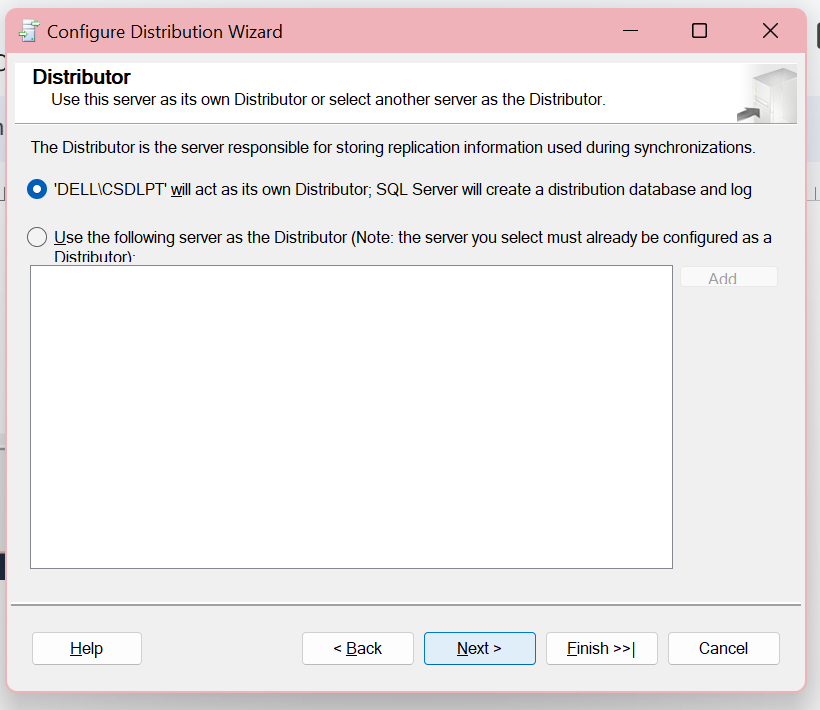 Configure Distribution Wizard
Distributor
Use this server as its own Distributor or select another server as the Distributor.
The Distributor is the server responsible for storing replication information used during synchronizations.
'DELL\CSDLPT' will act as its own Distributor; SQL Server will create a distribution database and log
Use the following server as the Distributor (Note: the server you select must already be configured as a
Distributor):
Add
Help
< Back
Next >
Finish >>|
Cancel